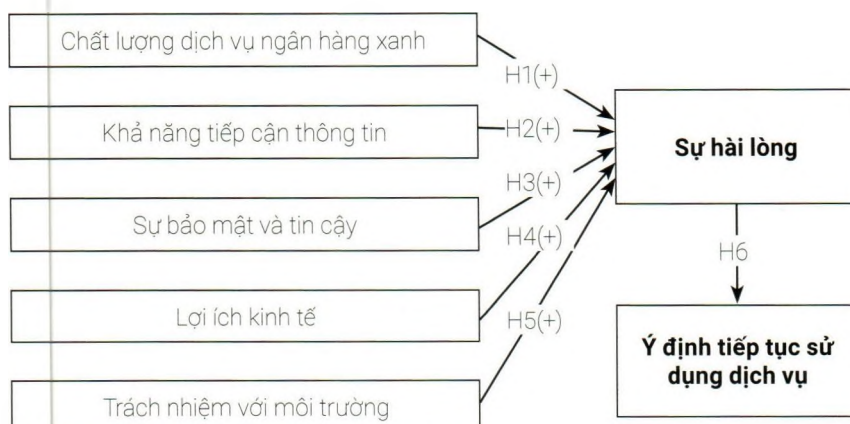 Chất lượng dịch vụ ngân hàng xanh
H1(+)
Khả năng tiếp cận thông tin
H2(+)
Sự hài lòng
H3(+)
Sự bảo mật và tin cậy
H4(+)
H6
Lợi ích kinh tế
H5(+)
Ý định tiếp tục sử
dụng dịch vụ
Trách nhiệm với môi trường